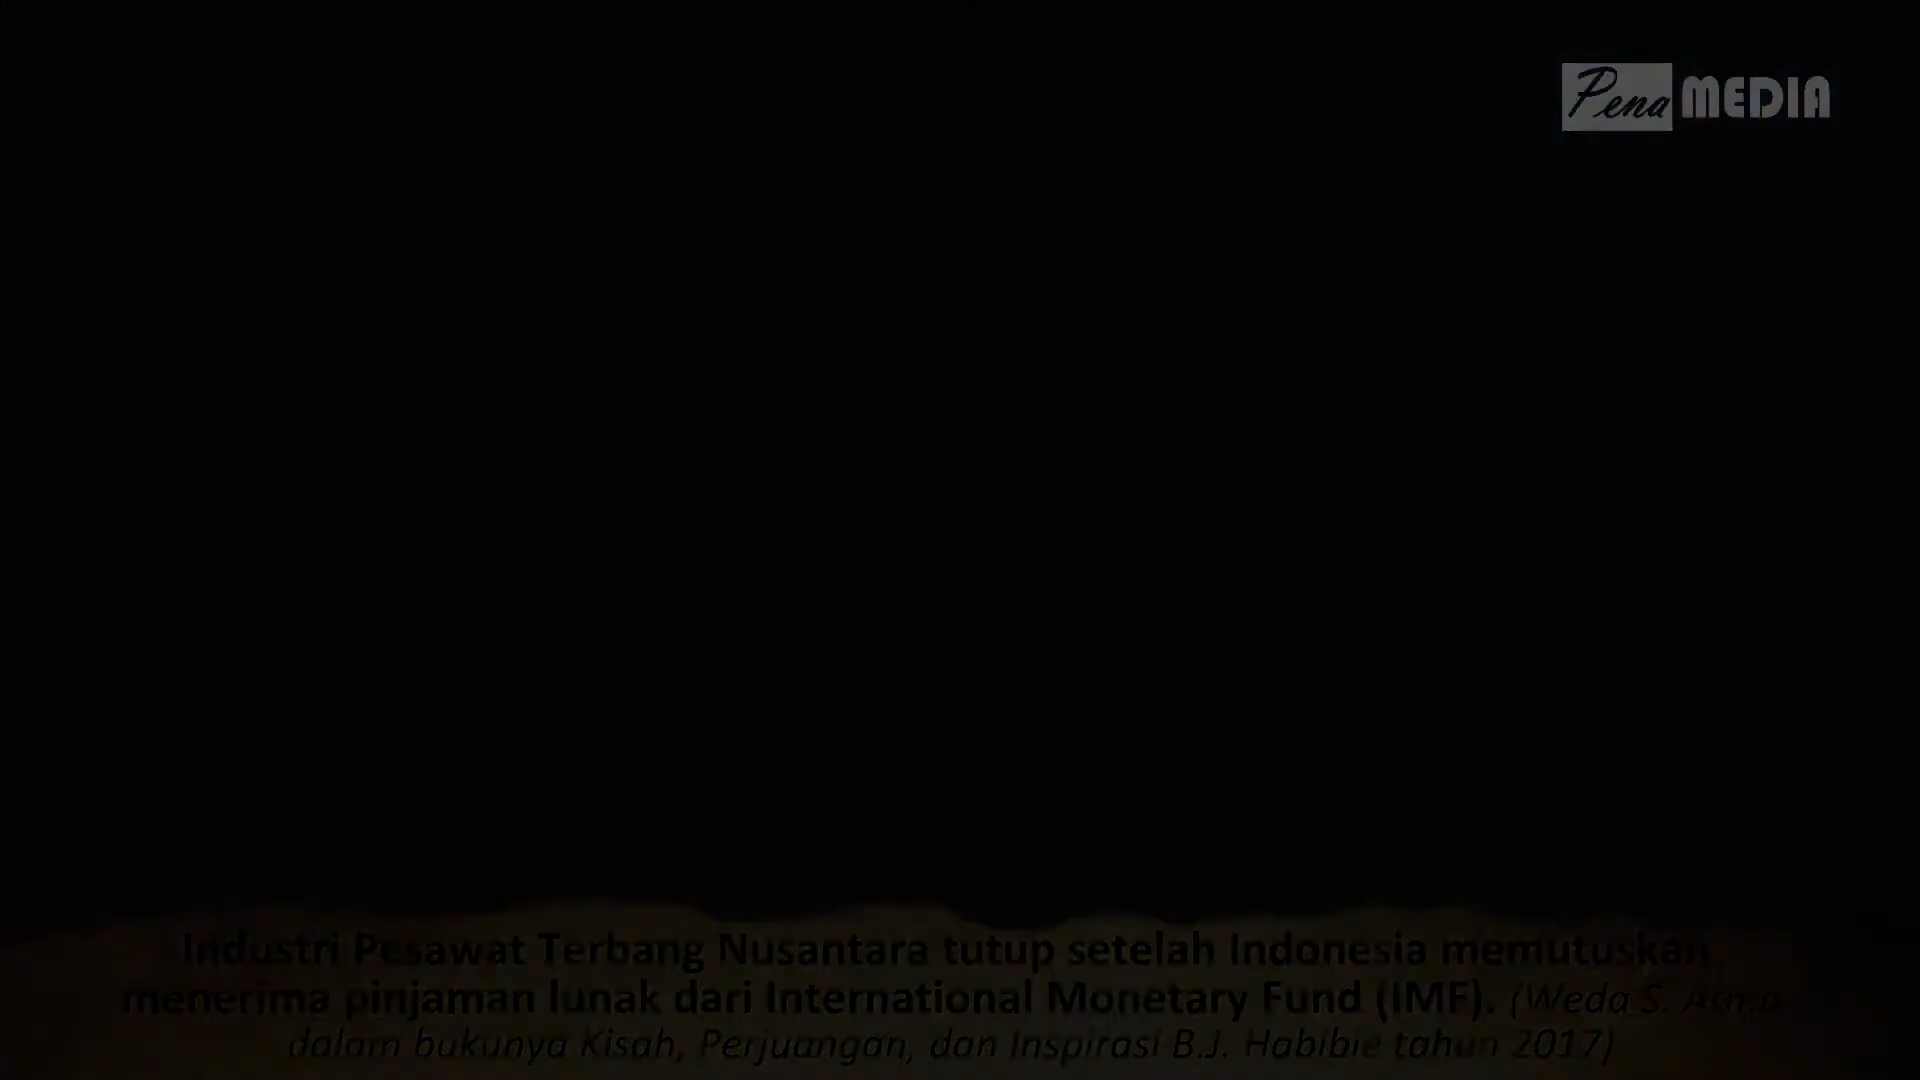 Pena MEDIA
Industri Pesawat Terbang Nusantara tutup setelah Indonesia memutuskan
menerima pinjaman lunak dari International Monetary Fund (IMF). (Weda S. Atma
dalam bukunya Kisah, Perjuangan, dan Inspirasi B.J. Habibie tahun 2017)